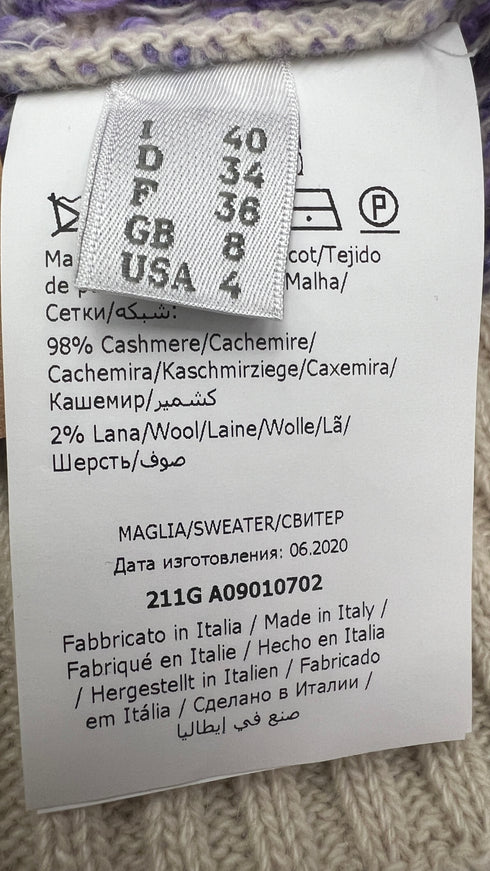 I 40
D 34
F 36
GB 8
USA 4
P
Ma cot/Tejido
de Malha/
Сетки/شبكه:
98% Cashmere/Cachemire/
Cachemira/Kaschmirziege/Caxemira/
Кашемир/كشمير
2% Lana/Wool/Laine/Wolle/Lã/
Шерсть/صوف
MAGLIA/SWEATER/СВИТЕР
Дата изготовления: 06.2020
211G A09010702
Fabbricato in Italia / Made in Italy /
Fabriqué en Italie / Hecho en Italia
/ Hergestellt in Italien / Fabricado
em Itália / Сделано в Италии /
صنع في إيطاليا